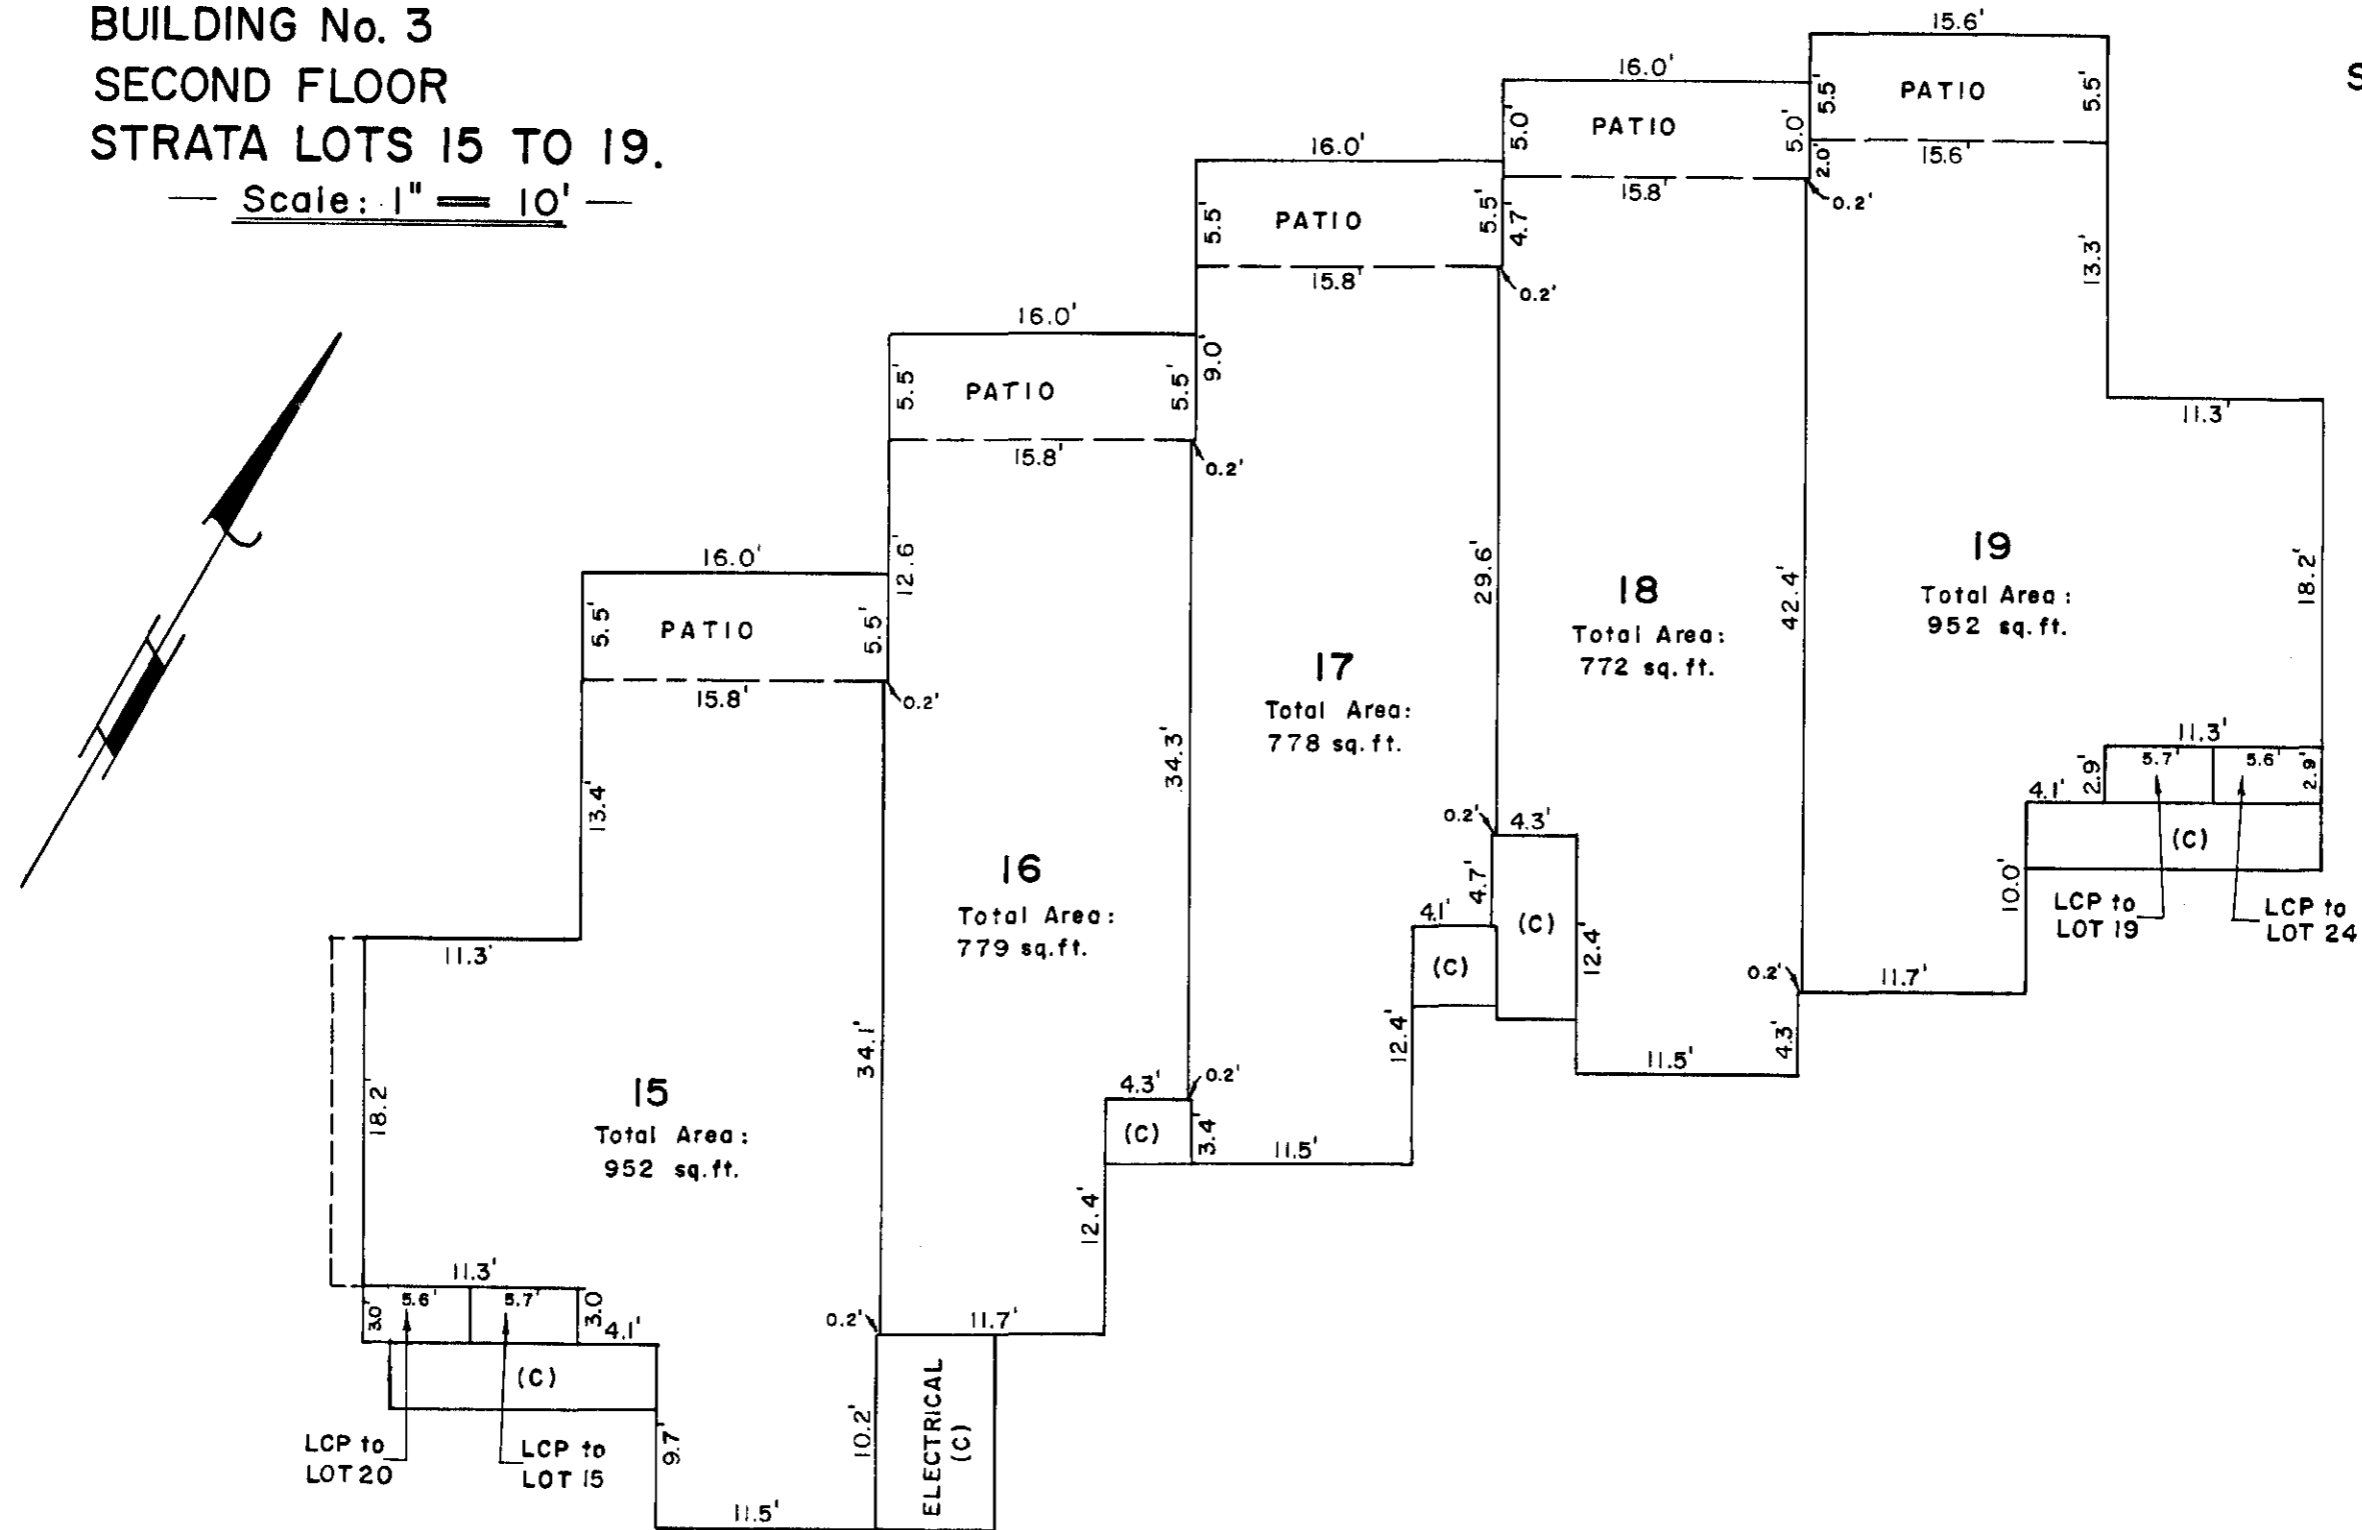 BUILDING No. 3
SECOND FLOOR
STRATA LOTS 15 TO 19.
— Scale: 1" = 10' —
S
15.6'
PATIO
5.5'
5.5'
15.6'
2.0'
0.2'
13.3'
11.3'
19
Total Area:
952 sq.ft.
18.2'
42.4'
11.3'
5.7'
5.6'
2.9'
2.9'
4.1'
(C)
10.0'
LCP to
LOT 19
LCP to
LOT 24
11.7'
0.2'
16.0'
PATIO
5.0'
5.0'
15.8'
4.7'
0.2'
18
Total Area:
772 sq.ft.
29.6'
0.2'
4.3'
4.7'
(C)
12.4'
4.3'
11.5'
16.0'
PATIO
5.5'
5.5'
15.8'
9.0'
0.2'
17
Total Area:
778 sq.ft.
34.3'
4.1'
(C)
12.4'
0.2'
3.4'
11.5'
16.0'
PATIO
5.5'
5.5'
15.8'
12.6'
0.2'
16
Total Area:
779 sq.ft.
34.1'
4.3'
(C)
12.4'
11.7'
0.2'
10.2'
ELECTRICAL
(C)
16.0'
PATIO
5.5'
5.5'
15.8'
13.4'
11.3'
15
Total Area:
952 sq.ft.
18.2'
11.3'
5.6'
5.7'
3.0'
3.0
4.1'
(C)
9.7'
LCP to
LOT 20
LCP to
LOT 15
11.5'